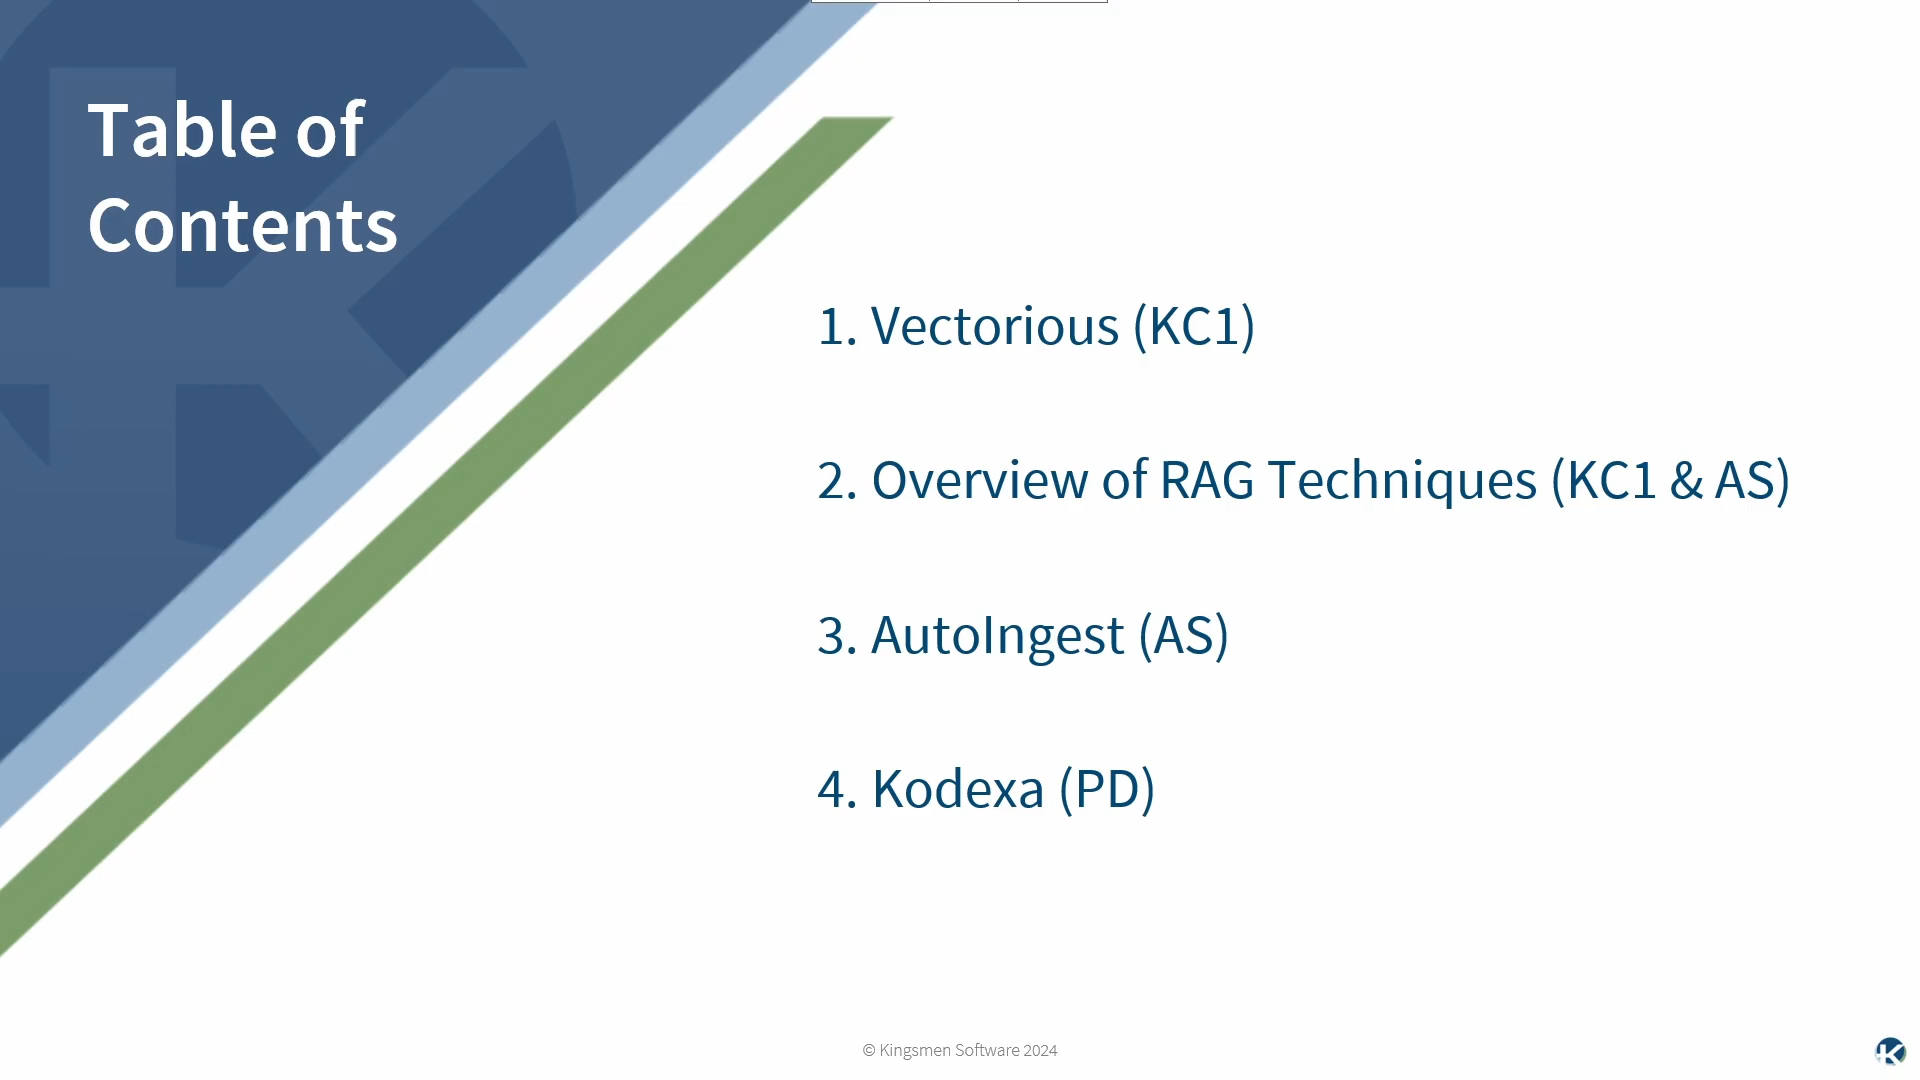 Table of
Contents
1. Vectorious (KC1)
2. Overview of RAG Techniques (KC1 & AS)
3. AutoIngest (AS)
4. Kodexa (PD)
© Kingsmen Software 2024